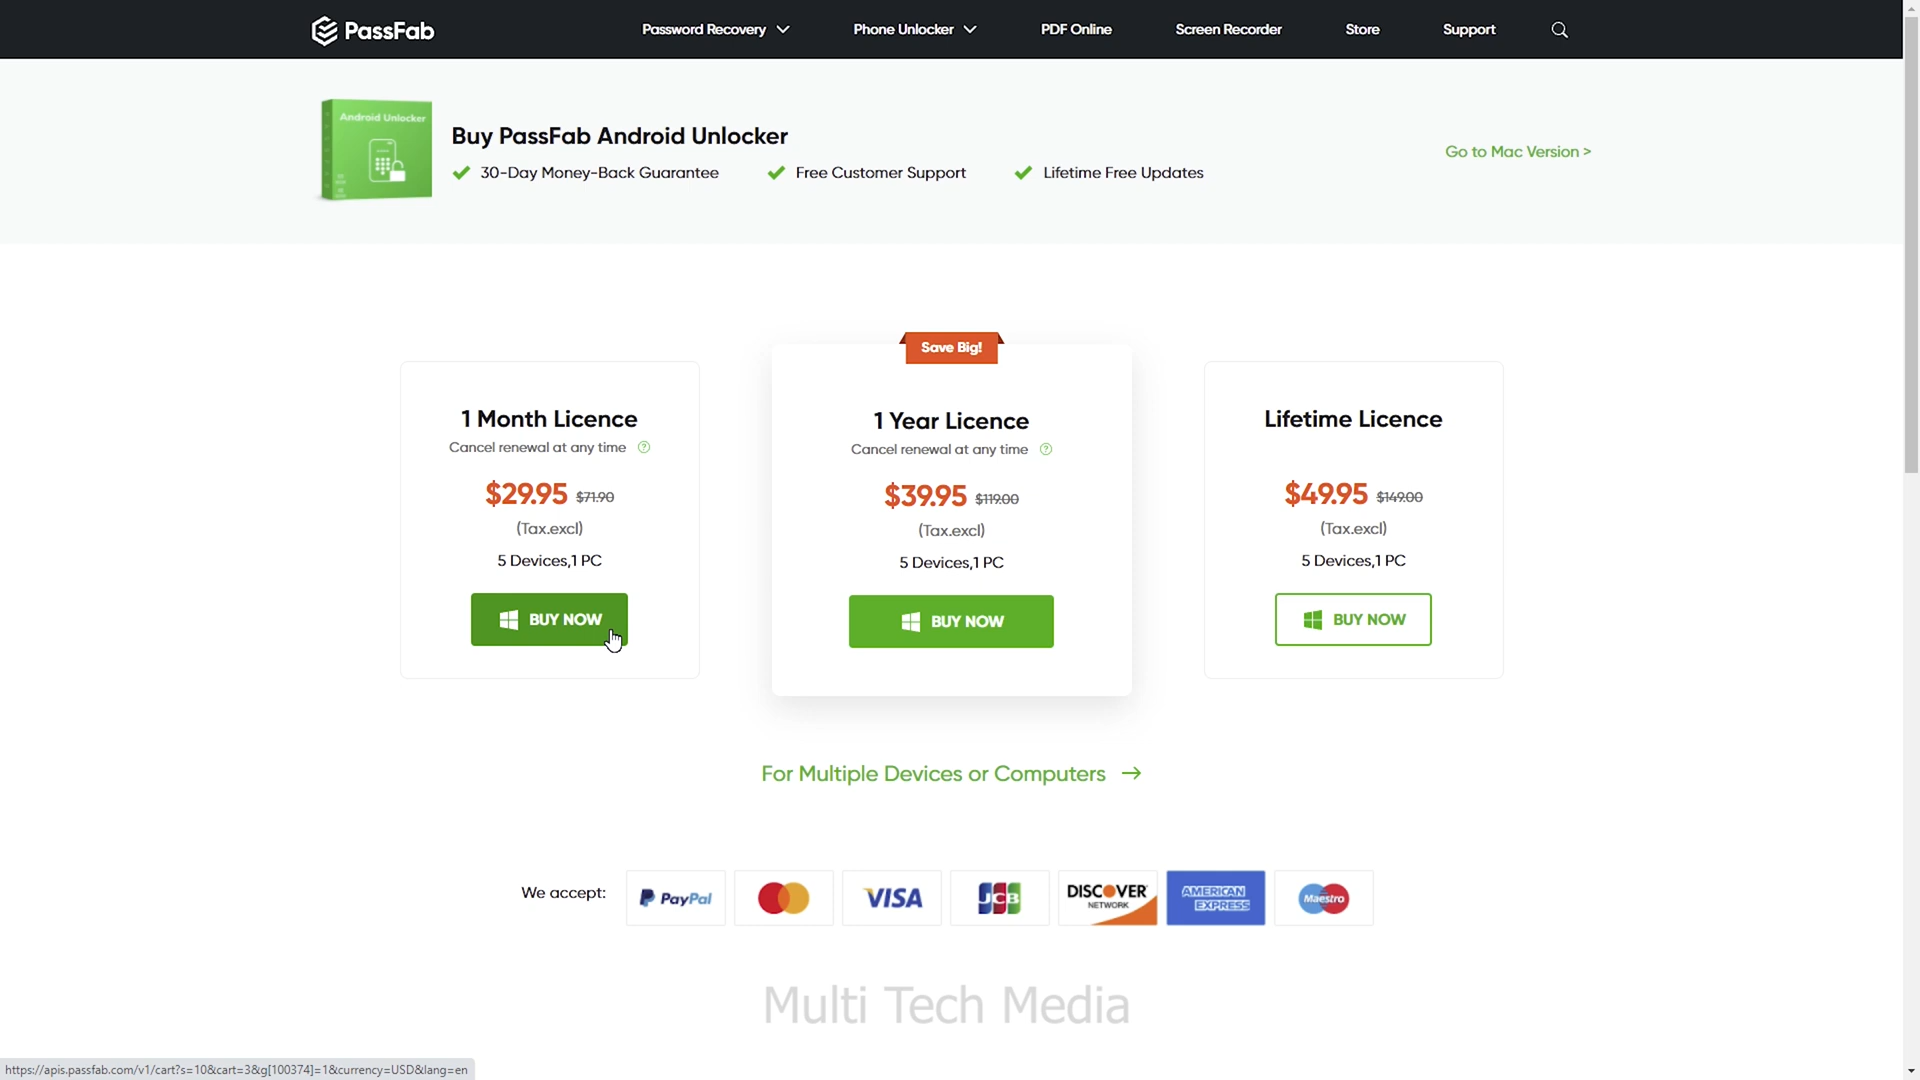 PassFab
Password Recovery
Phone Unlocker
PDF Online
Screen Recorder
Store
Support
Android Unlocker
Buy PassFab Android Unlocker
30-Day Money-Back Guarantee
Free Customer Support
Lifetime Free Updates
Go to Mac Version >
Save Big!
1 Month Licence
Cancel renewal at any time ?
$29.95 $71.90
(Tax.excl)
5 Devices,1 PC
BUY NOW
1 Year Licence
Cancel renewal at any time ?
$39.95 $119.00
(Tax.excl)
5 Devices,1 PC
BUY NOW
Lifetime Licence
$49.95 $149.00
(Tax.excl)
5 Devices,1 PC
BUY NOW
For Multiple Devices or Computers →
We accept:
PayPal
VISA
JCB
DISCOVER
NETWORK
AMERICAN
EXPRESS
Maestro
Multi Tech Media
https://apis.passfab.com/v1/cart?s=10&cart=3&g[100374]=1&currency=USD&lang=en